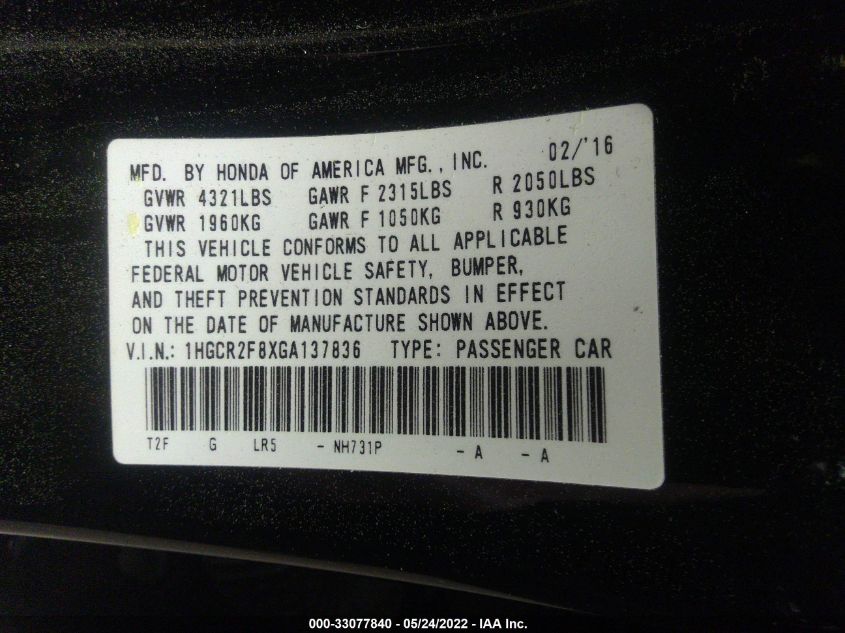 MFD. BY HONDA OF AMERICA MFG., INC. 02/'16
GVWR 4321LBS GAWR F 2315LBS R 2050LBS
GVWR 1960KG GAWR F 1050KG R 930KG
THIS VEHICLE CONFORMS TO ALL APPLICABLE
FEDERAL MOTOR VEHICLE SAFETY, BUMPER,
AND THEFT PREVENTION STANDARDS IN EFFECT
ON THE DATE OF MANUFACTURE SHOWN ABOVE.
V.I.N.: 1HGCR2F8XGA137836 TYPE: PASSENGER CAR
T2F G LR5 - NH731P - A - A
000-33077840 - 05/24/2022 - IAA Inc.